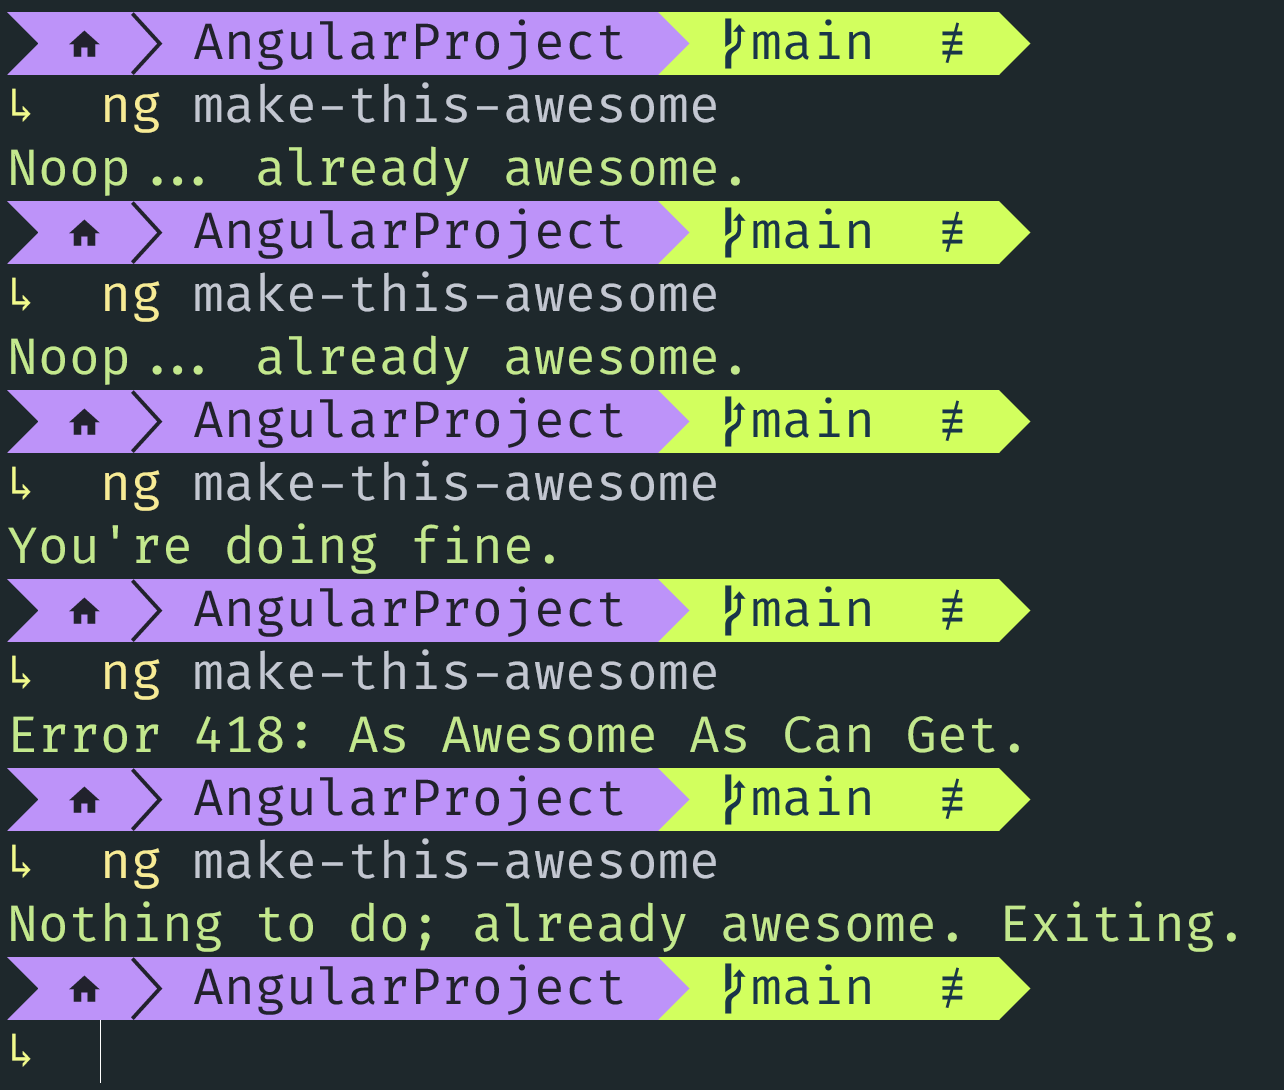 AngularProject main ≢
↳ ng make-this-awesome
Noop... already awesome.
AngularProject main ≢
↳ ng make-this-awesome
Noop... already awesome.
AngularProject main ≢
↳ ng make-this-awesome
You're doing fine.
AngularProject main ≢
↳ ng make-this-awesome
Error 418: As Awesome As Can Get.
AngularProject main ≢
↳ ng make-this-awesome
Nothing to do; already awesome. Exiting.
AngularProject main ≢
↳